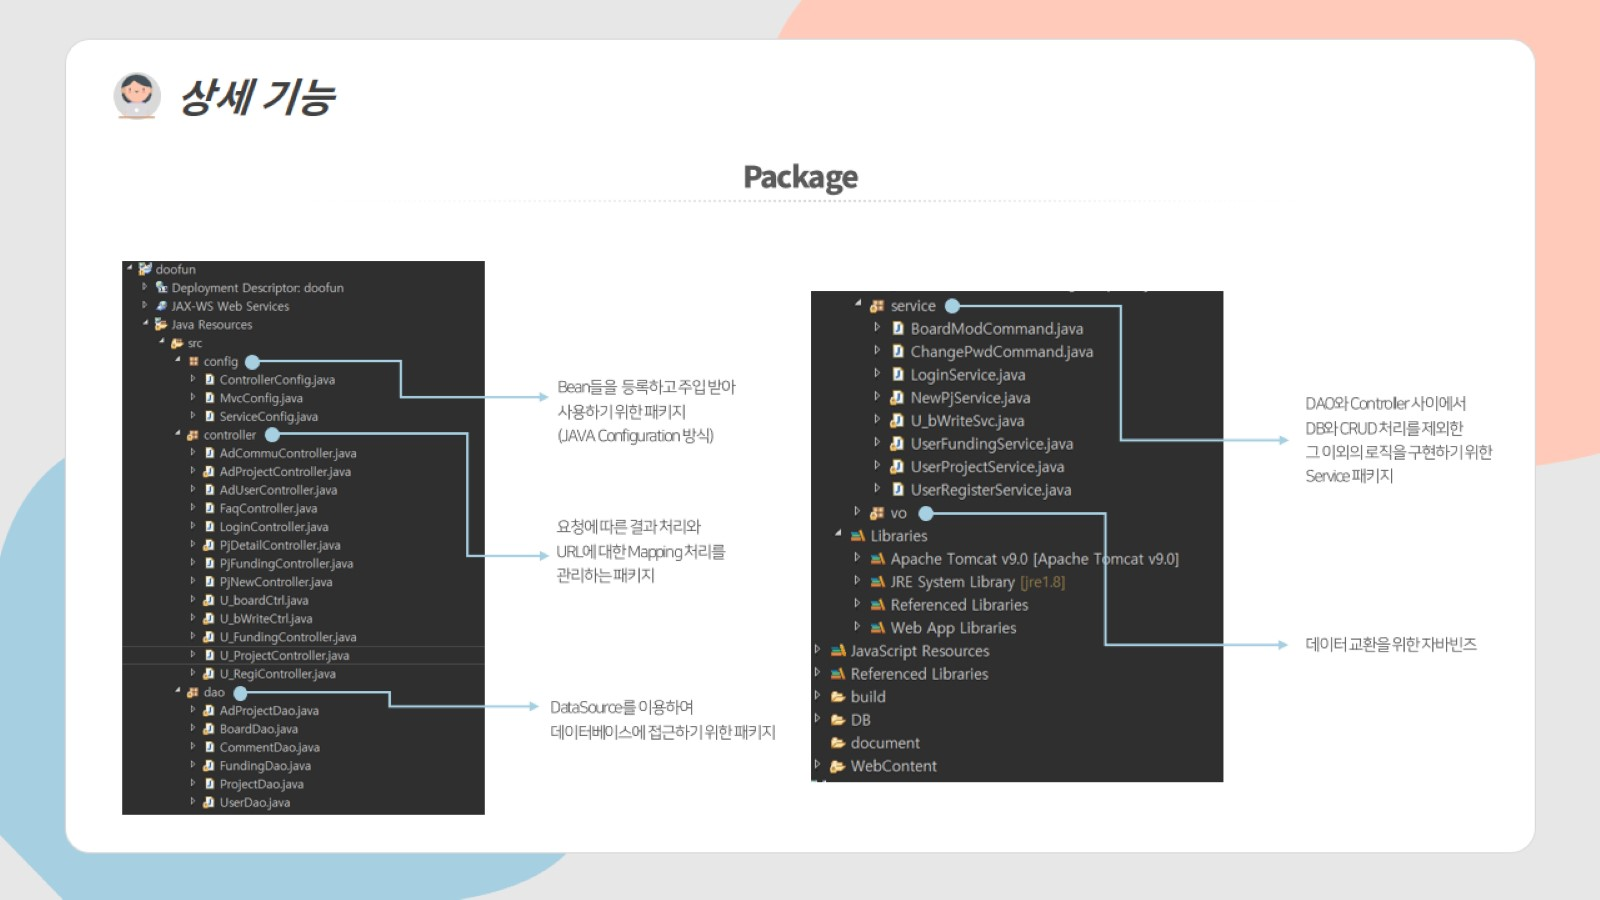 상세 기능
Package
doofun
Deployment Descriptor: doofun
JAX-WS Web Services
Java Resources
src
config
ControllerConfig.java
MvcConfig.java
ServiceConfig.java
controller
AdCommuController.java
AdProjectController.java
AdUserController.java
FaqController.java
LoginController.java
PjDetailController.java
PjFundingController.java
PjNewController.java
U_boardCtrl.java
U_bWriteCtrl.java
U_FundingController.java
U_ProjectController.java
U_RegiController.java
dao
AdProjectDao.java
BoardDao.java
CommentDao.java
FundingDao.java
ProjectDao.java
UserDao.java
Bean들을 등록하고 주입 받아
사용하기 위한 패키지
(JAVA Configuration 방식)
요청에 따른 결과 처리와
URL에 대한 Mapping 처리를
관리하는 패키지
DataSource를 이용하여
데이터베이스에 접근하기 위한 패키지
service
BoardModCommand.java
ChangePwdCommand.java
LoginService.java
NewPJService.java
U_bWriteSvc.java
UserFundingService.java
UserProjectService.java
UserRegisterService.java
vo
Libraries
Apache Tomcat v9.0 [Apache Tomcat v9.0]
JRE System Library [jre1.8]
Referenced Libraries
Web App Libraries
JavaScript Resources
Referenced Libraries
build
DB
document
WebContent
DAO와 Controller 사이에서
DB와 CRUD 처리를 제외한
그 이외의 로직을 구현하기 위한
Service 패키지
데이터 교환을 위한 자바빈즈